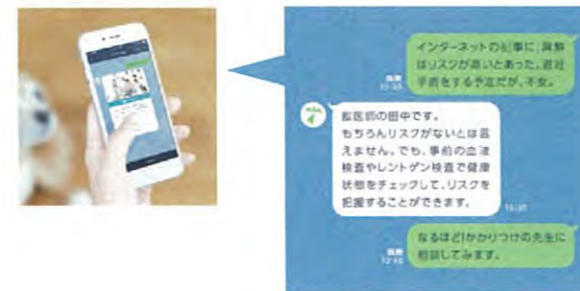 インターネットの記事に、麻酔
はリスクが高いとあった。避妊
手術をする予定だが、不安。
既読
獣医師の田中です。
もちろんリスクがないとは言
えません。でも、事前の血液
検査やレントゲン検査で健康
状態をチェックして、リスクを
把握することができます。
なるほど!かかりつけの先生に
相談してみます。
既読